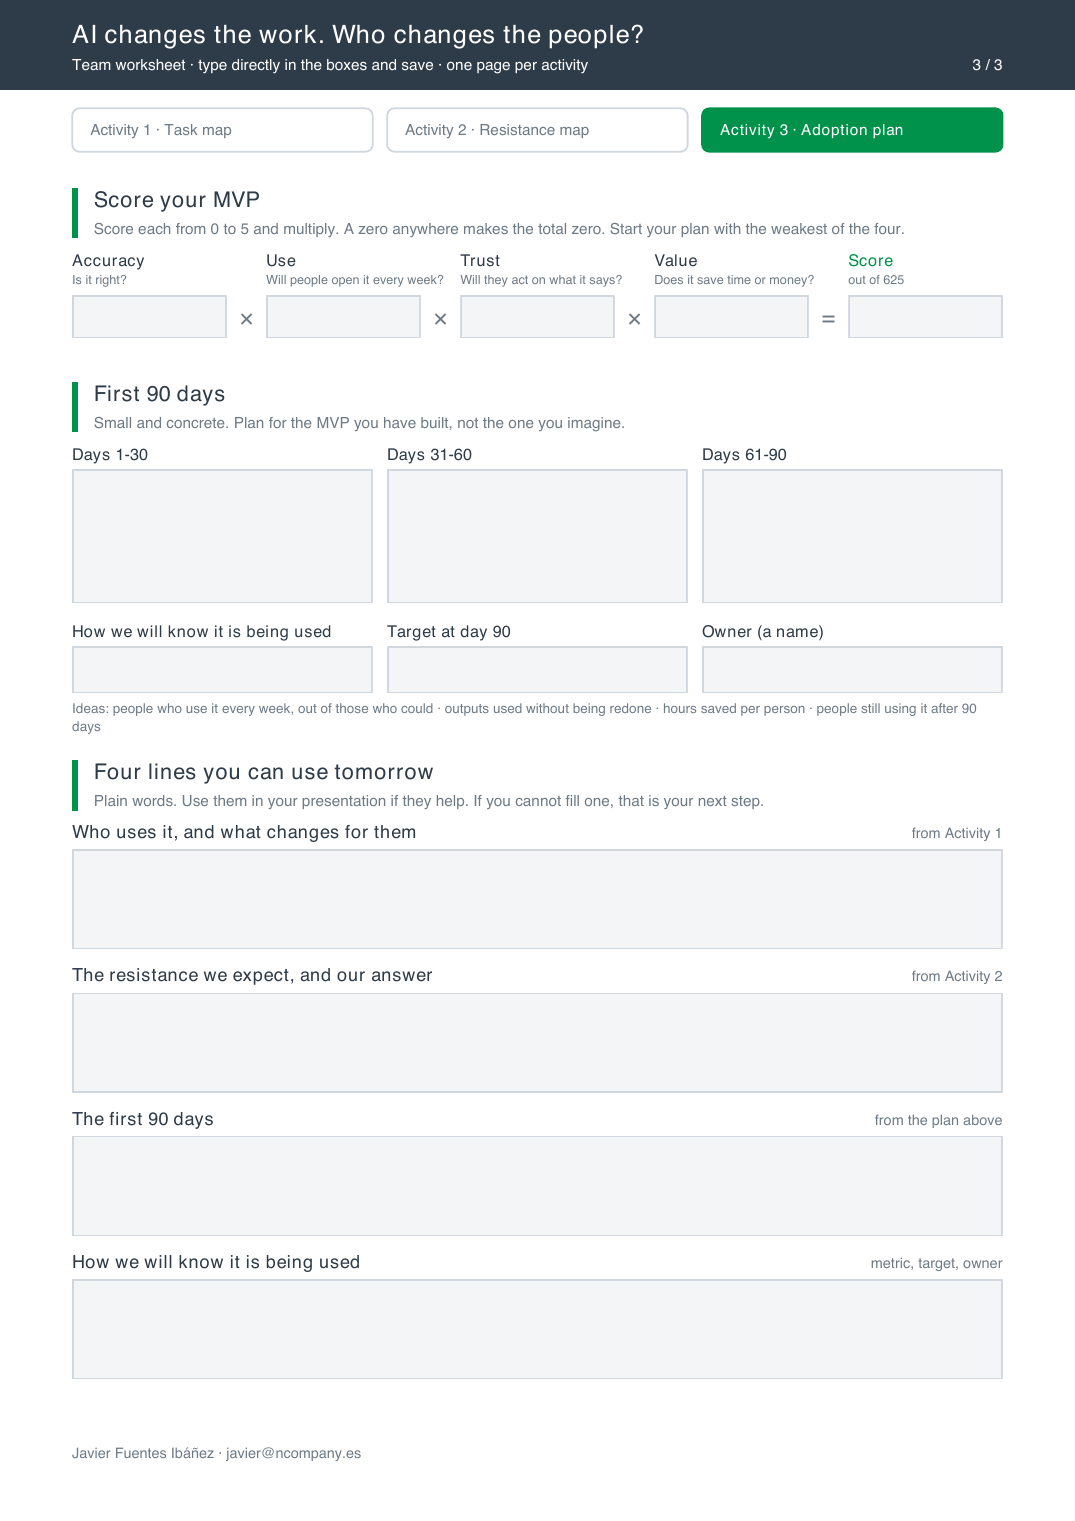 AI changes the work. Who changes the people?
Team worksheet · type directly in the boxes and save · one page per activity
3 / 3
Activity 1 · Task map
Activity 2 · Resistance map
Activity 3 · Adoption plan
Score your MVP
Score each from 0 to 5 and multiply. A zero anywhere makes the total zero. Start your plan with the weakest of the four.
Accuracy
Is it right?
Use
Will people open it every week?
Trust
Will they act on what it says?
Value
Does it save time or money?
Score
out of 625
× × × =
First 90 days
Small and concrete. Plan for the MVP you have built, not the one you imagine.
Days 1-30
Days 31-60
Days 61-90
How we will know it is being used
Target at day 90
Owner (a name)
Ideas: people who use it every week, out of those who could · outputs used without being redone · hours saved per person · people still using it after 90
days
Four lines you can use tomorrow
Plain words. Use them in your presentation if they help. If you cannot fill one, that is your next step.
Who uses it, and what changes for them
from Activity 1
The resistance we expect, and our answer
from Activity 2
The first 90 days
from the plan above
How we will know it is being used
metric, target, owner
Javier Fuentes Ibáñez · javier@ncompany.es